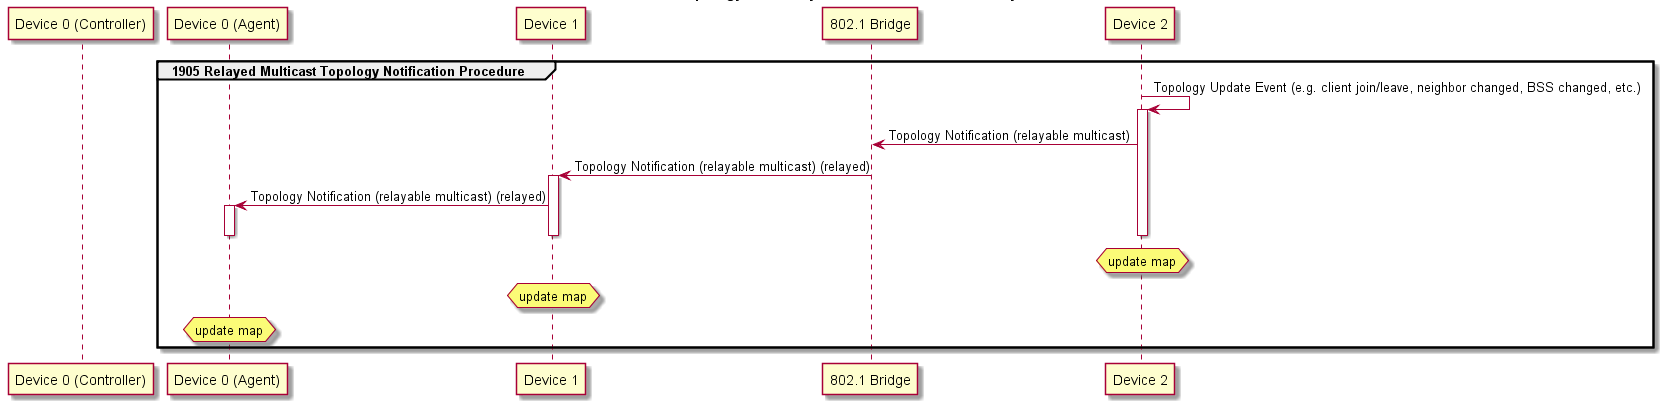 Device 0 (Controller)
Device 0 (Agent)
Device 1
802.1 Bridge
Device 2
1905 Relayed Multicast Topology Notification Procedure
Topology Update Event (e.g. client join/leave, neighbor changed, BSS changed, etc.)
Topology Notification (relayable multicast)
Topology Notification (relayable multicast) (relayed)
Topology Notification (relayable multicast) (relayed)
update map
update map
update map
Device 0 (Controller)
Device 0 (Agent)
Device 1
802.1 Bridge
Device 2